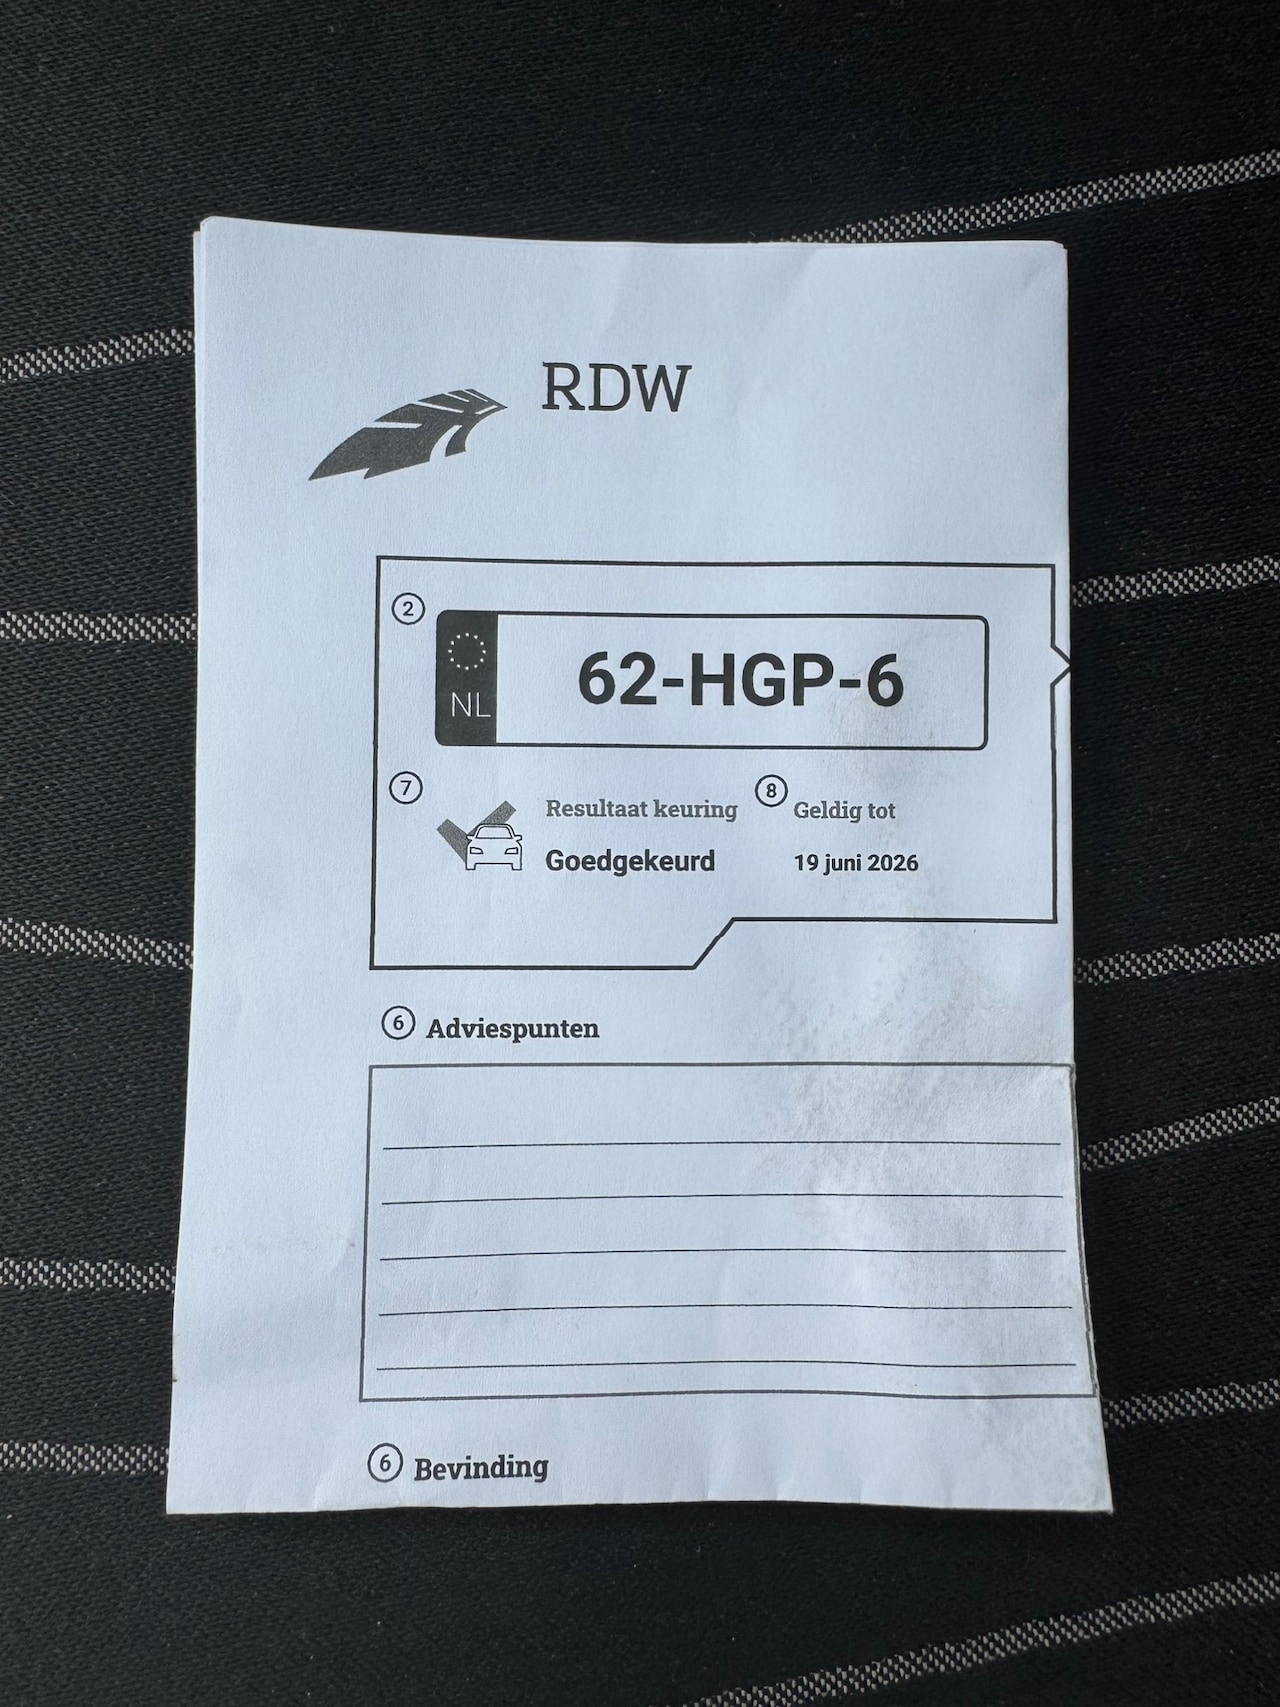 RDW
2
NL
62-HGP-6
7
Resultaat keuring
8
Geldig tot
Goedgekeurd
19 juni 2026
6 Adviespunten
6 Bevinding